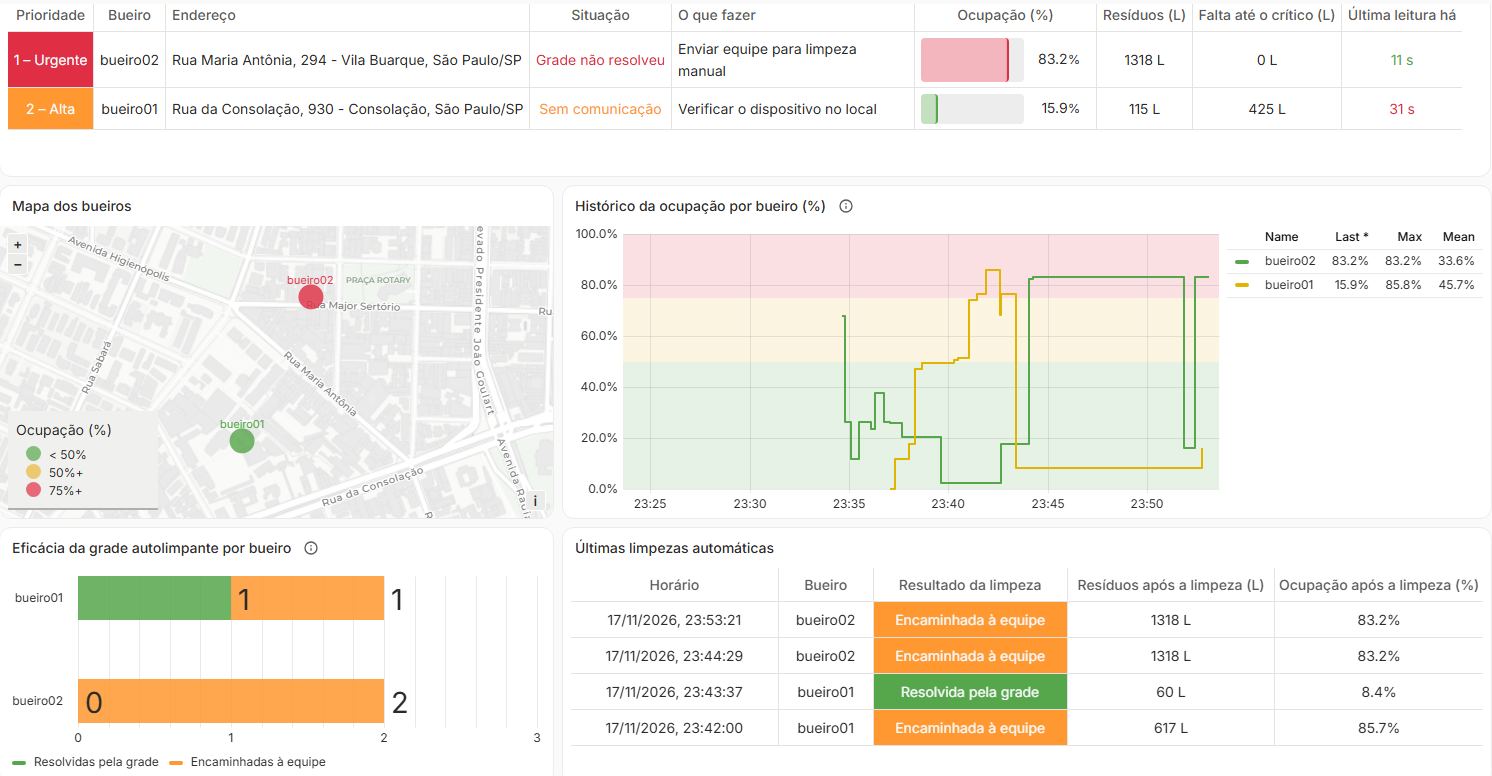 Prioridade Bueiro Endereço Situação O que fazer Ocupação (%) Resíduos (L) Falta até o crítico (L) Última leitura há
1 – Urgente bueiro02 Rua Maria Antônia, 294 - Vila Buarque, São Paulo/SP Grade não resolveu Enviar equipe para limpeza manual 83.2% 1318 L 0 L 11 s
2 – Alta bueiro01 Rua da Consolação, 930 - Consolação, São Paulo/SP Sem comunicação Verificar o dispositivo no local 15.9% 115 L 425 L 31 s
Mapa dos bueiros
+
−
Avenida Higienópolis
bueiro02
PRAÇA ROTARY
Rua Major Sertório
Ru
evado Presidente João Goulart
Rua Sabará
Rua Maria Antônia
bueiro01
Rua da Consolação
Avenida Rau
R
Ocupação (%)
< 50%
50%+
75%+
i
Histórico da ocupação por bueiro (%)
100.0%
80.0%
60.0%
40.0%
20.0%
0.0%
23:25 23:30 23:35 23:40 23:45 23:50
Name Last * Max Mean
bueiro02 83.2% 83.2% 33.6%
bueiro01 15.9% 85.8% 45.7%
Eficácia da grade autolimpante por bueiro
bueiro01 1 1
bueiro02 0 2
0 1 2 3
Resolvidas pela grade Encaminhadas à equipe
Últimas limpezas automáticas
Horário Bueiro Resultado da limpeza Resíduos após a limpeza (L) Ocupação após a limpeza (%)
17/11/2026, 23:53:21 bueiro02 Encaminhada à equipe 1318 L 83.2%
17/11/2026, 23:44:29 bueiro02 Encaminhada à equipe 1318 L 83.2%
17/11/2026, 23:43:37 bueiro01 Resolvida pela grade 60 L 8.4%
17/11/2026, 23:42:00 bueiro01 Encaminhada à equipe 617 L 85.7%